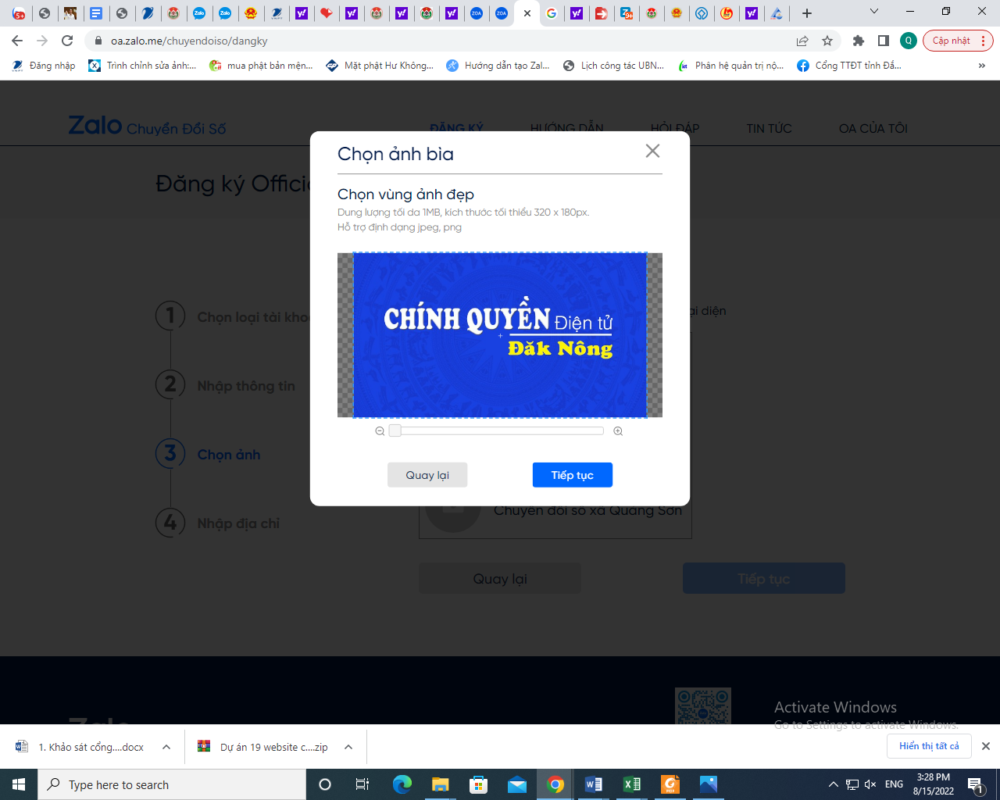 oa.zalo.me/chuyendoiso/dangky
Q
Cập nhật
Đăng nhập
Trình chỉnh sửa ảnh:...
mua phật bản mện...
Mặt phật Hư Không...
Hướng dẫn tạo Zal...
Lịch công tác UBN...
Phân hệ quản trị nộ...
Cổng TTĐT tỉnh Đắ...
»
Zalo Chuyển Đổi Số
ĐĂNG KÝ
HƯỚNG DẪN
HỎI ĐÁP
TIN TỨC
OA CỦA TÔI
Đăng ký Offici
Chọn ảnh bìa
Chọn vùng ảnh đẹp
Dung lượng tối da 1MB, kích thước tối thiểu 320 x 180px.
Hỗ trợ định dạng jpeg, png
CHÍNH QUYỀN Điện tử
Đăk Nông
Quay lại
Tiếp tục
1 Chọn loại tài kho
2 Nhập thông tin
3 Chọn ảnh
4 Nhập địa chỉ
ại diện
Chuyển đổi số xã Quảng Sơn
Quay lại
Tiếp tục
Zalo
Activate Windows
Go to Settings to activate Windows.
1. Khảo sát cổng....docx
Dự án 19 website c....zip
Hiển thị tất cả
Type here to search
ENG
3:28 PM
8/15/2022
1